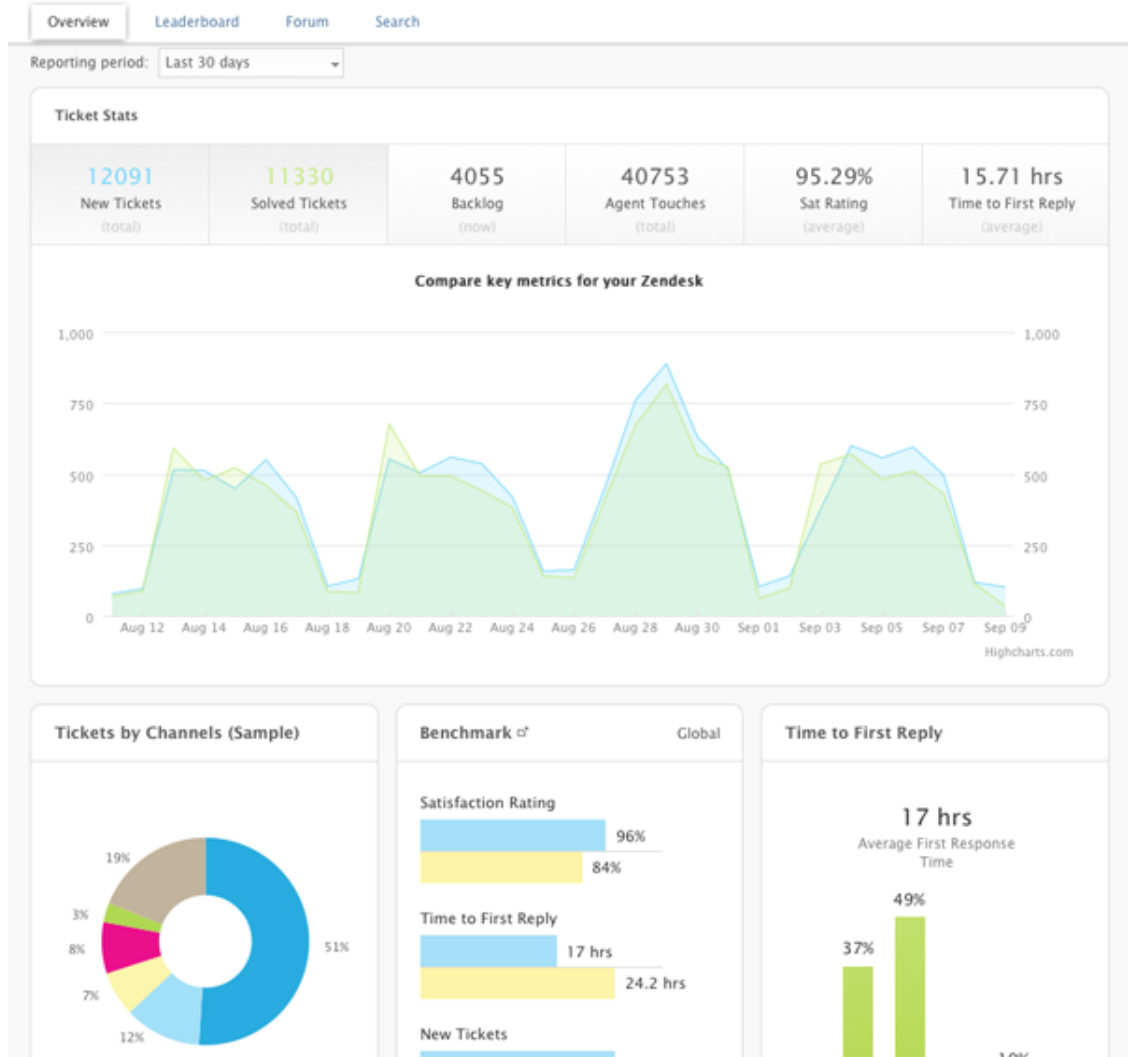 Overview Leaderboard Forum Search
Reporting period: Last 30 days
Ticket Stats
12091 11330 4055 40753 95.29% 15.71 hrs
New Tickets Solved Tickets Backlog Agent Touches Sat Rating Time to First Reply
(total) (total) (now) (total) (average) (average)
Compare key metrics for your Zendesk
1,000 1,000
750 750
500 500
250 250
0 0
Aug 12 Aug 14 Aug 16 Aug 18 Aug 20 Aug 22 Aug 24 Aug 26 Aug 28 Aug 30 Sep 01 Sep 03 Sep 05 Sep 07 Sep 09
Highcharts.com
Tickets by Channels (Sample)
19%
3%
8%
7%
12%
51%
Benchmark Global
Satisfaction Rating
96%
84%
Time to First Reply
17 hrs
24.2 hrs
New Tickets
Time to First Reply
17 hrs
Average First Response
Time
49%
37%